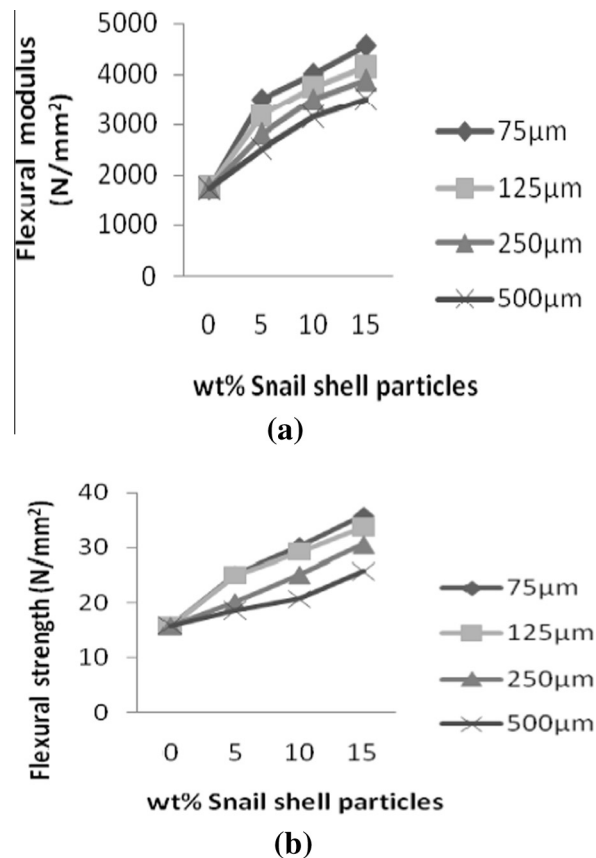 Flexural modulus
(N/mm²)
5000
4000
3000
2000
1000
0
0 5 10 15
wt% Snail shell particles
75µm
125µm
250µm
500µm
(a)
Flexural strength (N/mm²)
40
30
20
10
0
0 5 10 15
wt% Snail shell particles
75µm
125µm
250µm
500µm
(b)